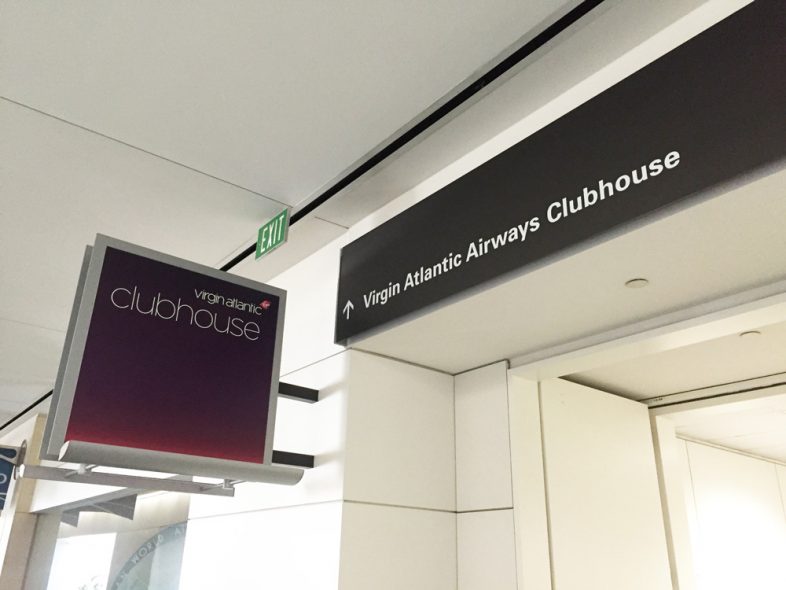 EXIT
↑ Virgin Atlantic Airways Clubhouse
virgin atlantic
clubhouse